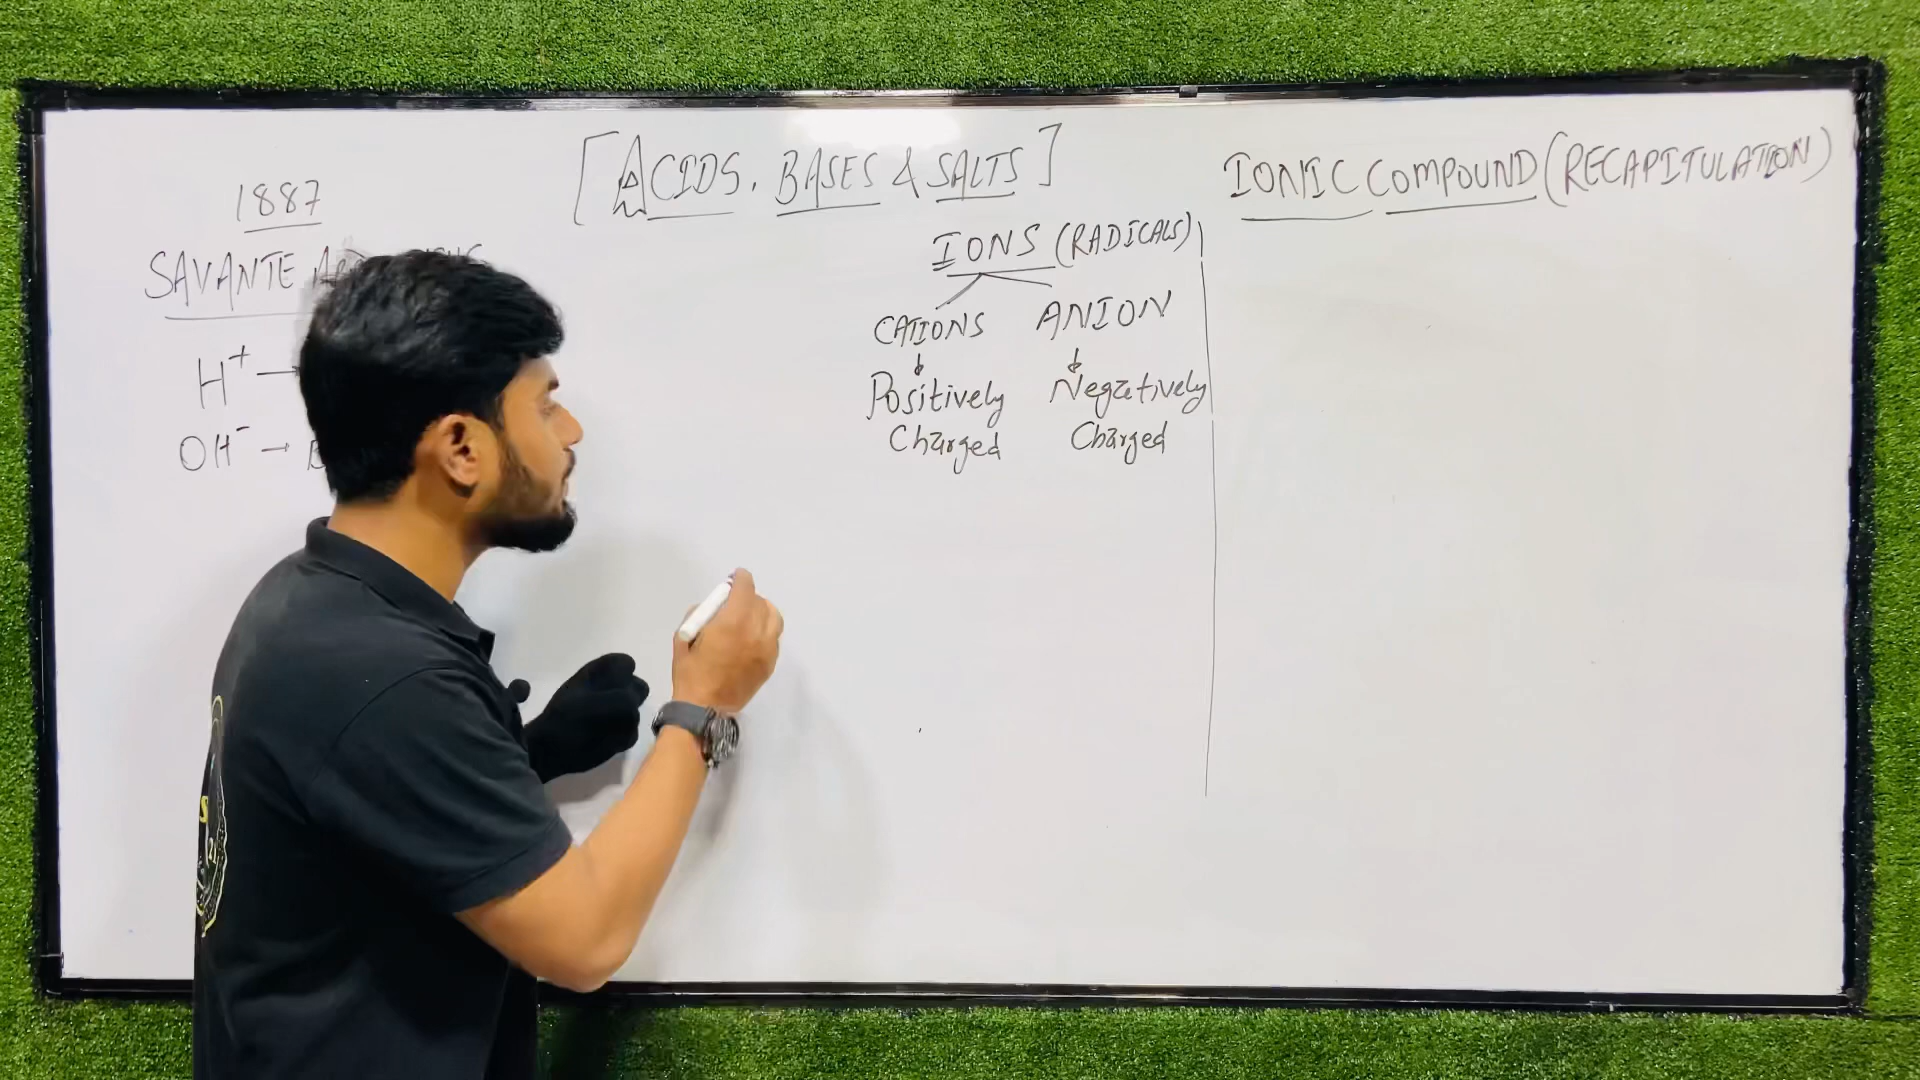 [ACIDS, BASES & SALTS]
1887
SAVANTE
H⁺ →
OH⁻ →
IONS (RADICALS)
CATIONS ANION
↓ ↓
Positively Negatively
Charged Charged
IONIC COMPOUND (RECAPITULATION)